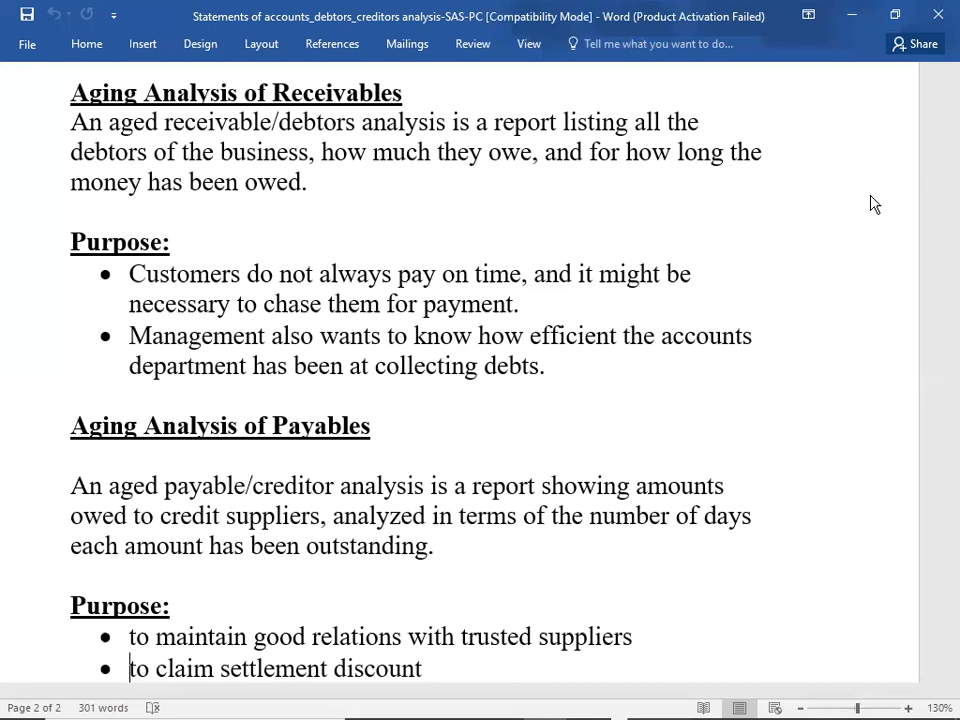 Statements of accounts_debtors_creditors analysis-SAS-PC [Compatibility Mode] - Word (Product Activation Failed)
File Home Insert Design Layout References Mailings Review View Tell me what you want to do... Share
Aging Analysis of Receivables
An aged receivable/debtors analysis is a report listing all the
debtors of the business, how much they owe, and for how long the
money has been owed.
Purpose:
• Customers do not always pay on time, and it might be
necessary to chase them for payment.
• Management also wants to know how efficient the accounts
department has been at collecting debts.
Aging Analysis of Payables
An aged payable/creditor analysis is a report showing amounts
owed to credit suppliers, analyzed in terms of the number of days
each amount has been outstanding.
Purpose:
• to maintain good relations with trusted suppliers
• to claim settlement discount
Page 2 of 2 301 words 130%